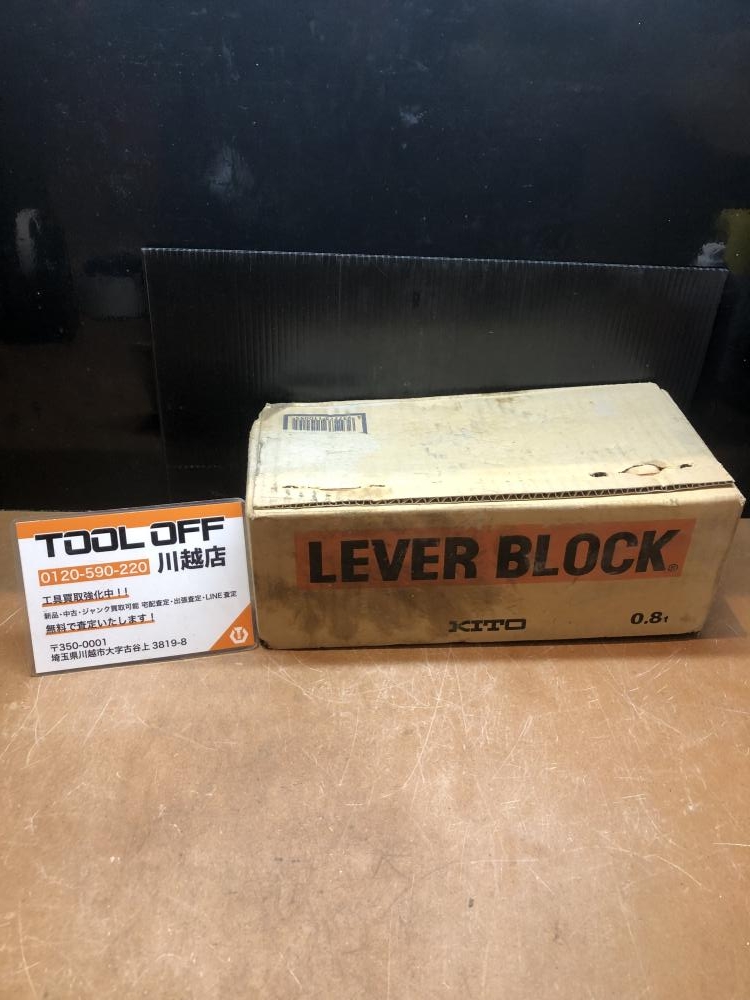 TOOL OFF
0120-590-220 川越店
工具買取強化中!!
新品・中古・ジャンク買取可能 宅配査定・出張査定・LINE査定
無料で査定いたします!
〒350-0001
埼玉県川越市大字古谷上 3819-8
LEVER BLOCK®
KITO
0.8t